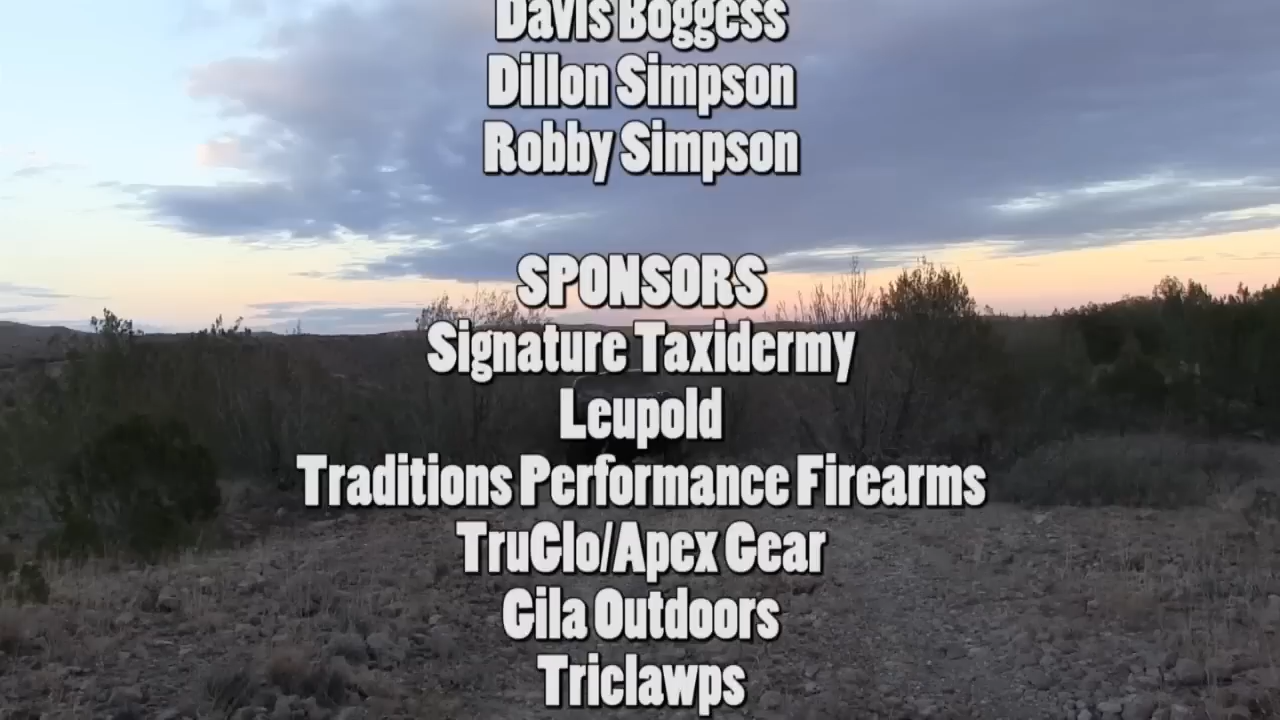 Davis Boggess
Dillon Simpson
Robby Simpson
SPONSORS
Signature Taxidermy
Leupold
Traditions Performance Firearms
TruGlo/Apex Gear
Gila Outdoors
Triclawps